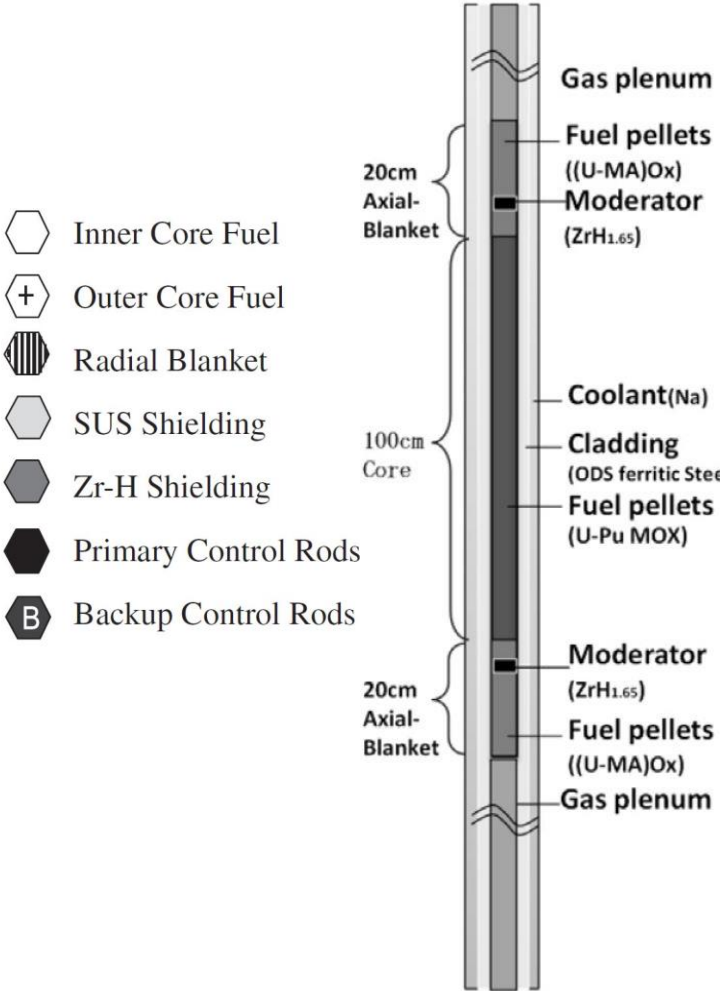 Inner Core Fuel
+
Outer Core Fuel
Radial Blanket
SUS Shielding
Zr-H Shielding
Primary Control Rods
B
Backup Control Rods
Gas plenum
20cm
Axial-
Blanket
Fuel pellets
((U-MA)Ox)
Moderator
(ZrH1.65)
100cm
Core
Coolant(Na)
Cladding
(ODS ferritic Stee
Fuel pellets
(U-Pu MOX)
20cm
Axial-
Blanket
Moderator
(ZrH1.65)
Fuel pellets
((U-MA)Ox)
Gas plenum